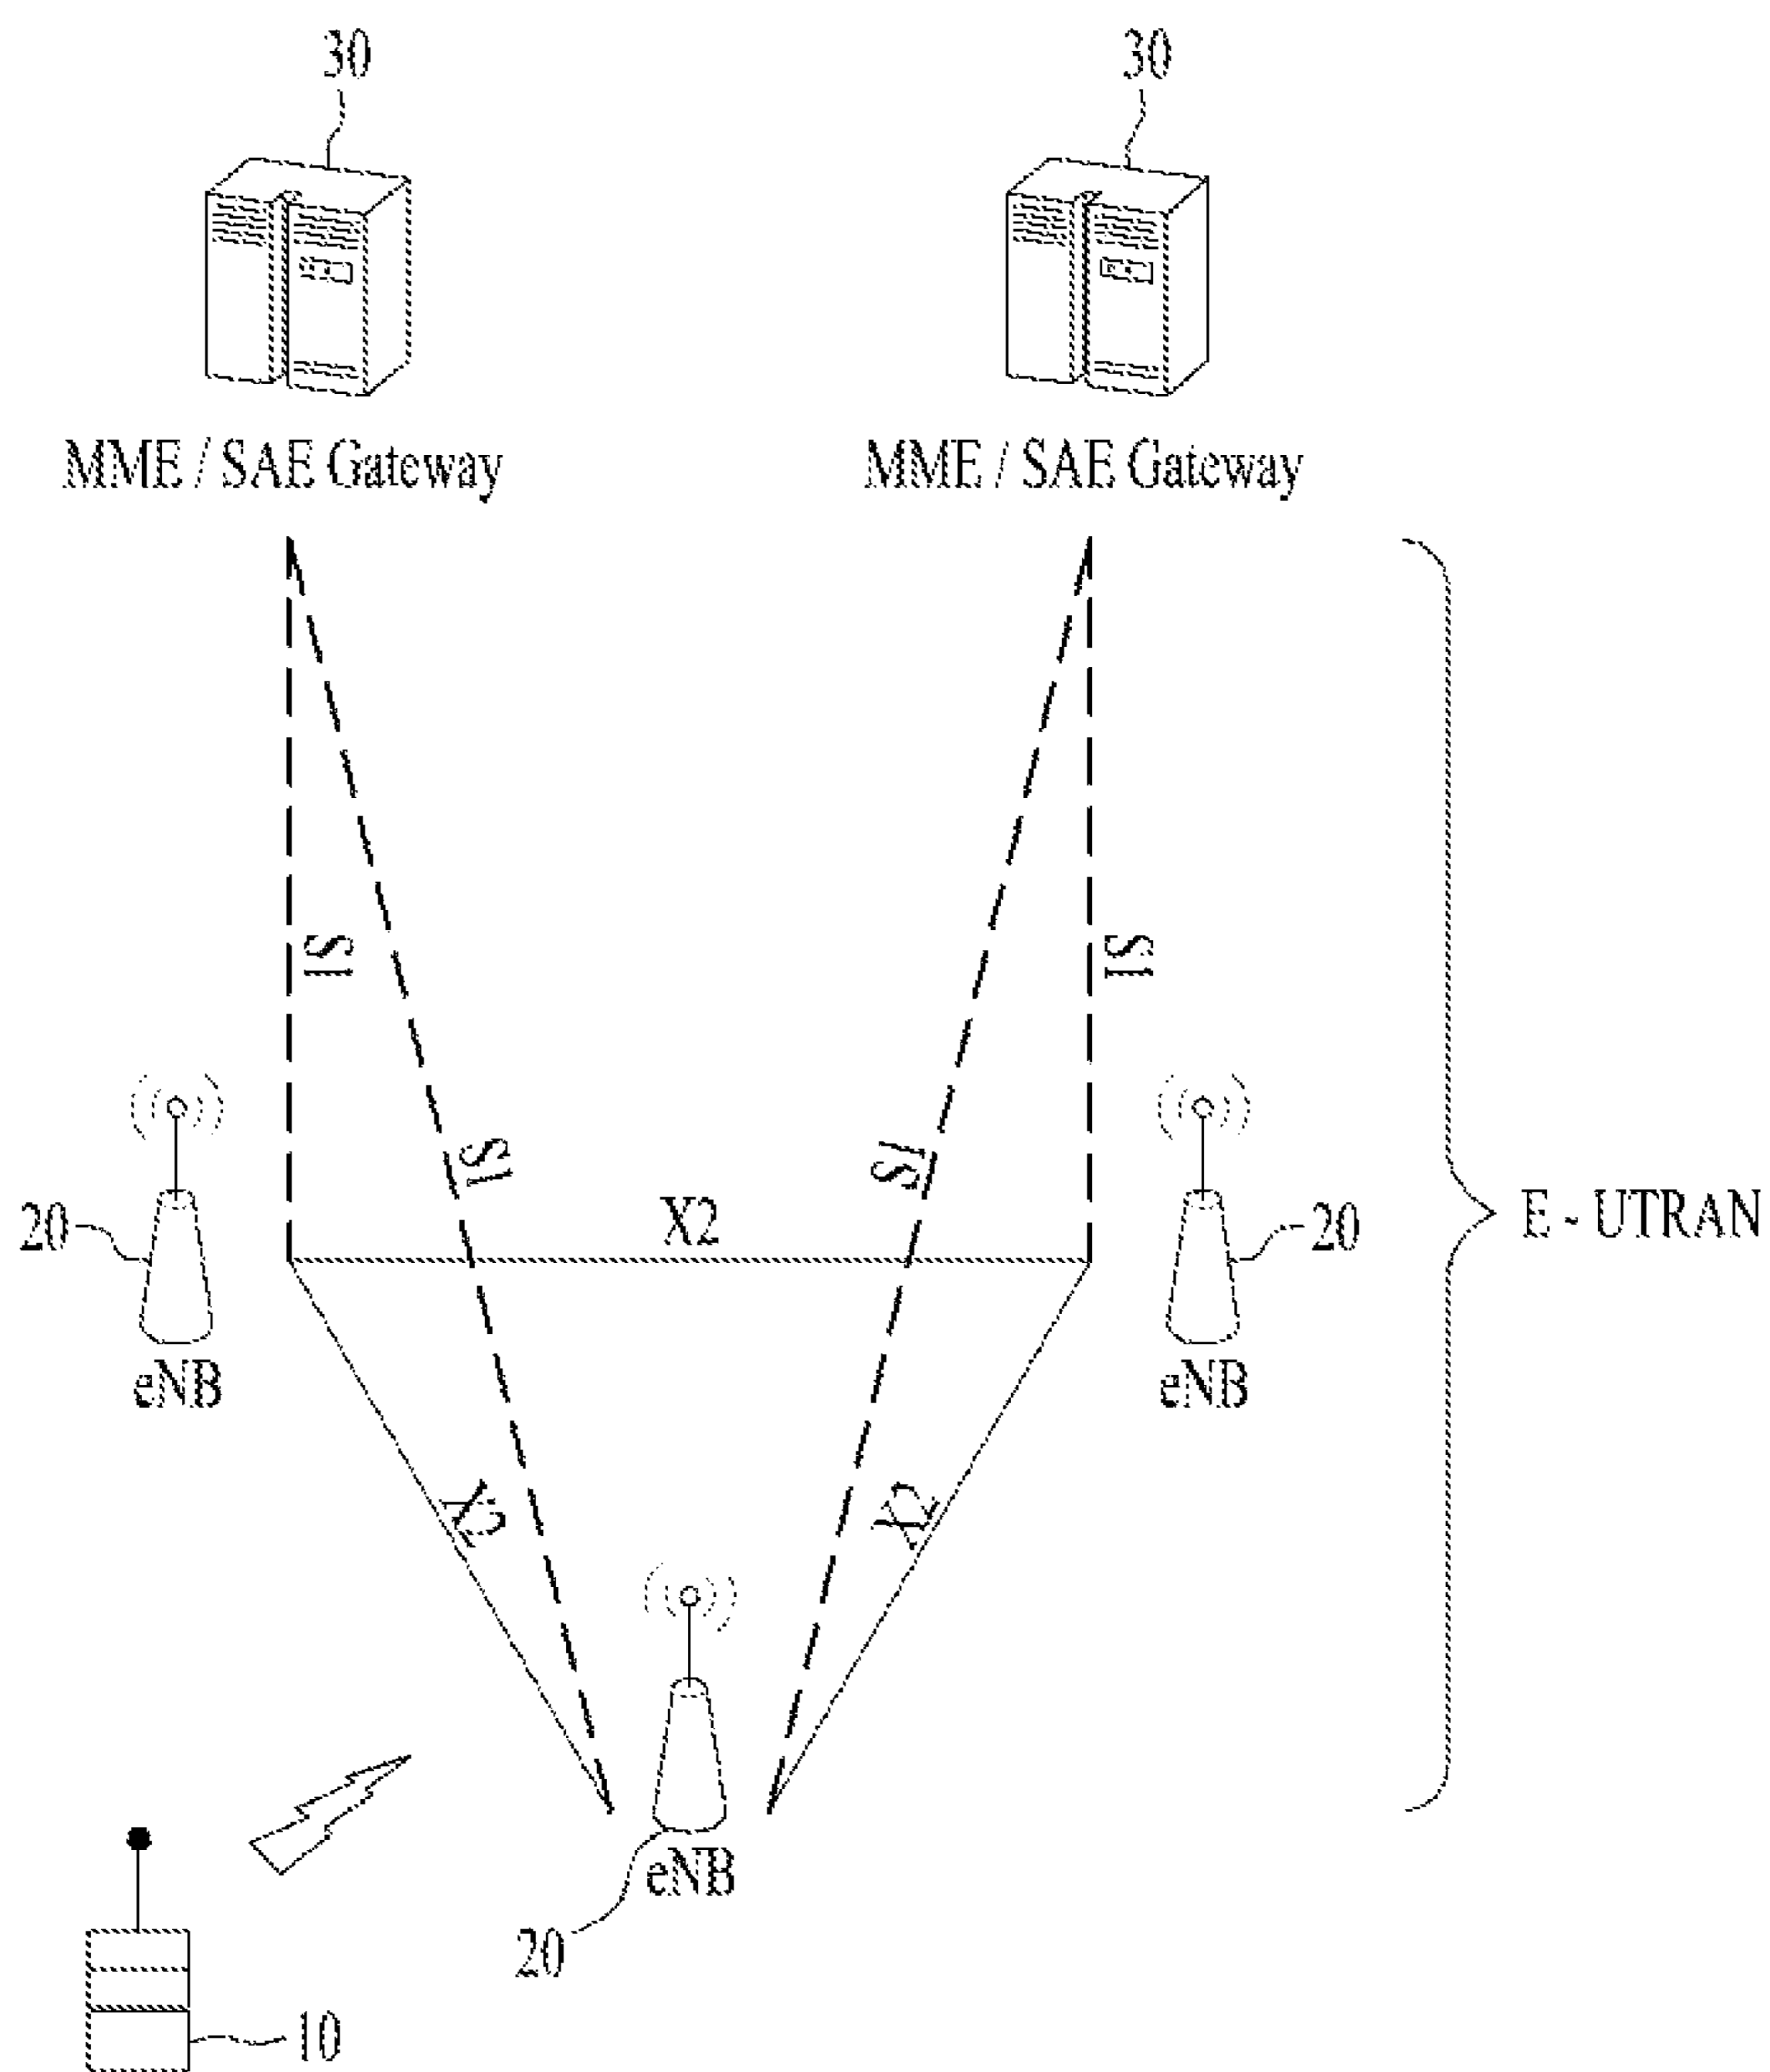 30
30
MME / SAE Gateway
MME / SAE Gateway
S1
S1
S1
S1
X2
20
20
E - UTRAN
eNB
eNB
X2
X2
eNB
20
10